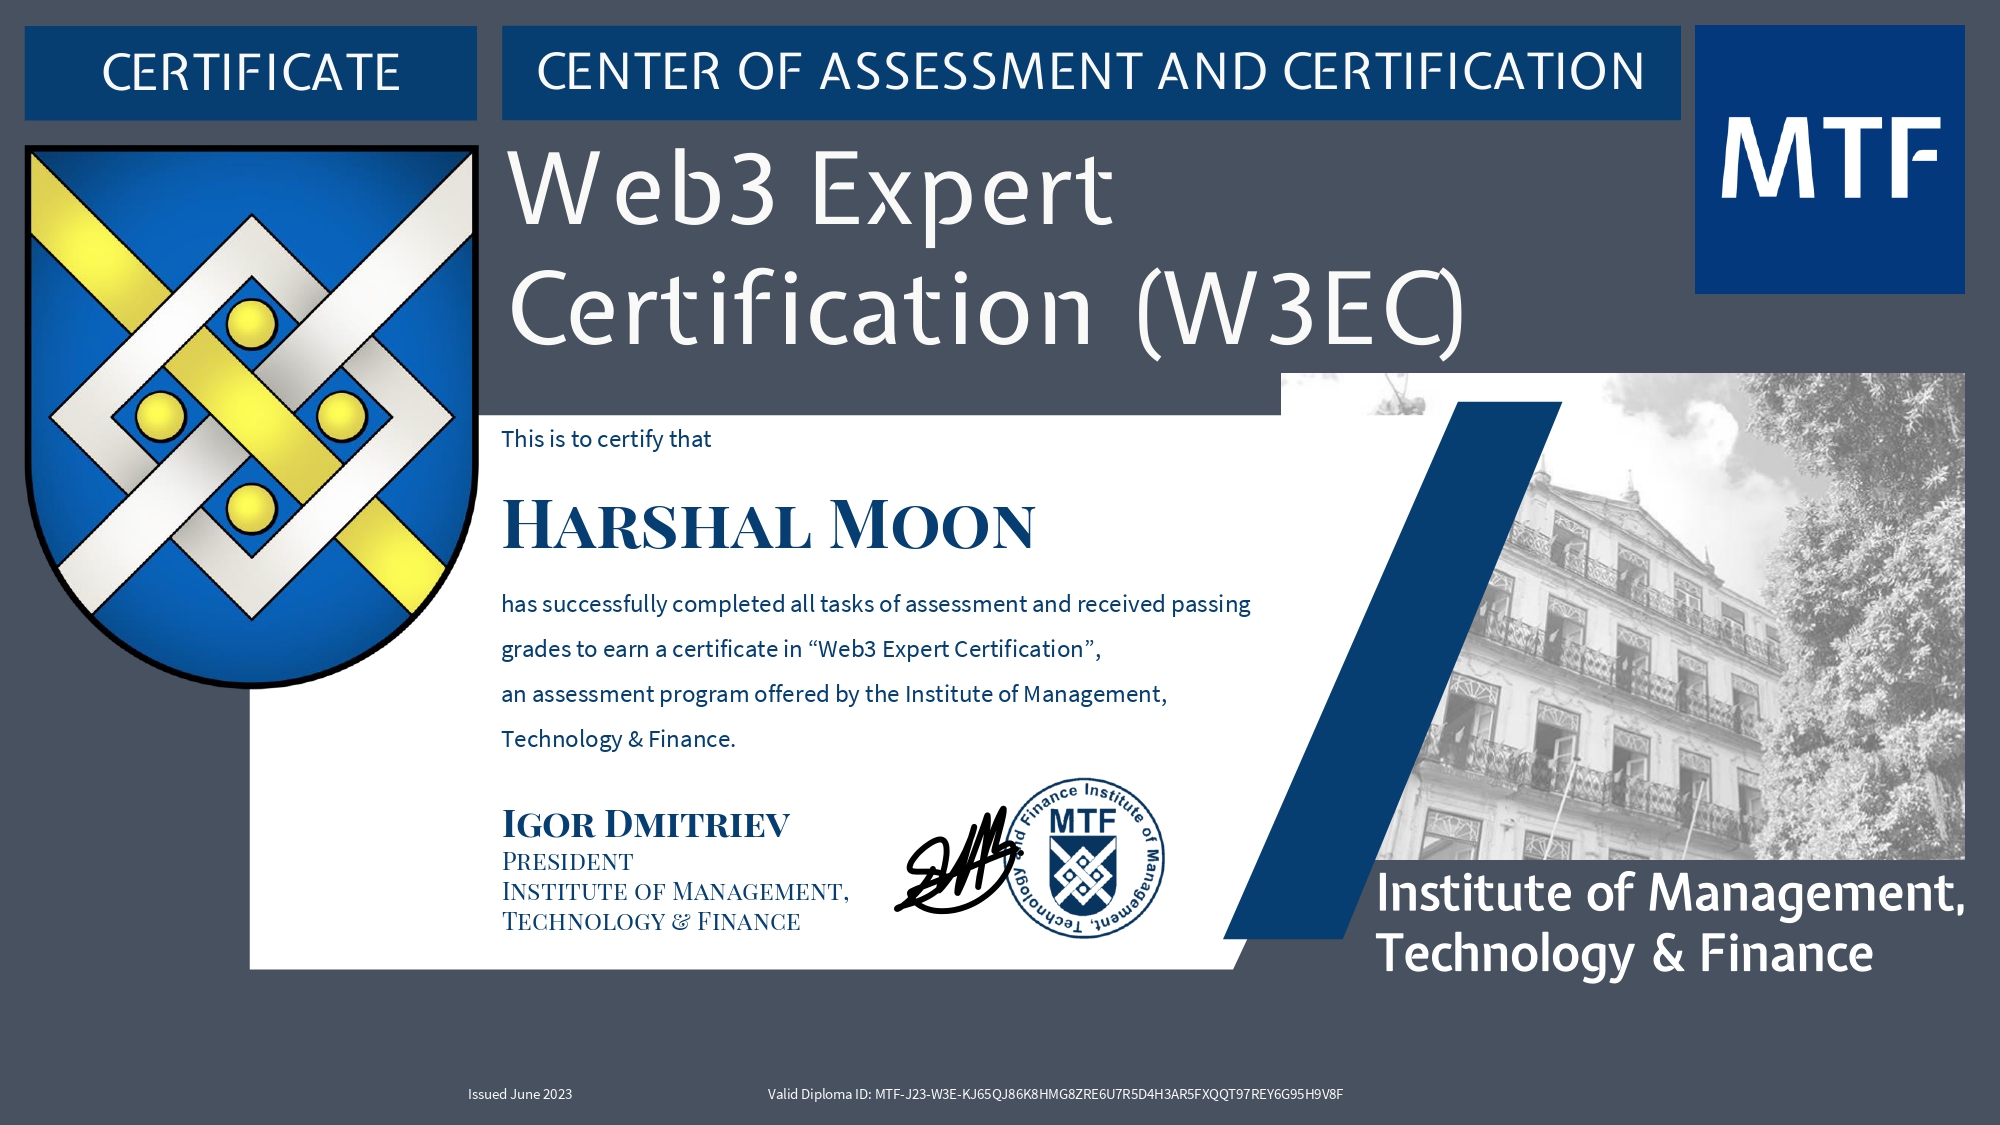 CERTIFICATE
CENTER OF ASSESSMENT AND CERTIFICATION
MTF
Web3 Expert
Certification (W3EC)
This is to certify that
HARSHAL MOON
has successfully completed all tasks of assessment and received passing
grades to earn a certificate in “Web3 Expert Certification”,
an assessment program offered by the Institute of Management,
Technology & Finance.
IGOR DMITRIEV
PRESIDENT
INSTITUTE OF MANAGEMENT,
TECHNOLOGY & FINANCE
Institute of Management, Technology and Finance
MTF
Institute of Management,
Technology & Finance
Issued June 2023
Valid Diploma ID: MTF-J23-W3E-KJ65QJ86K8HMG8ZRE6U7R5D4H3AR5FXQQT97REY6G95H9V8F